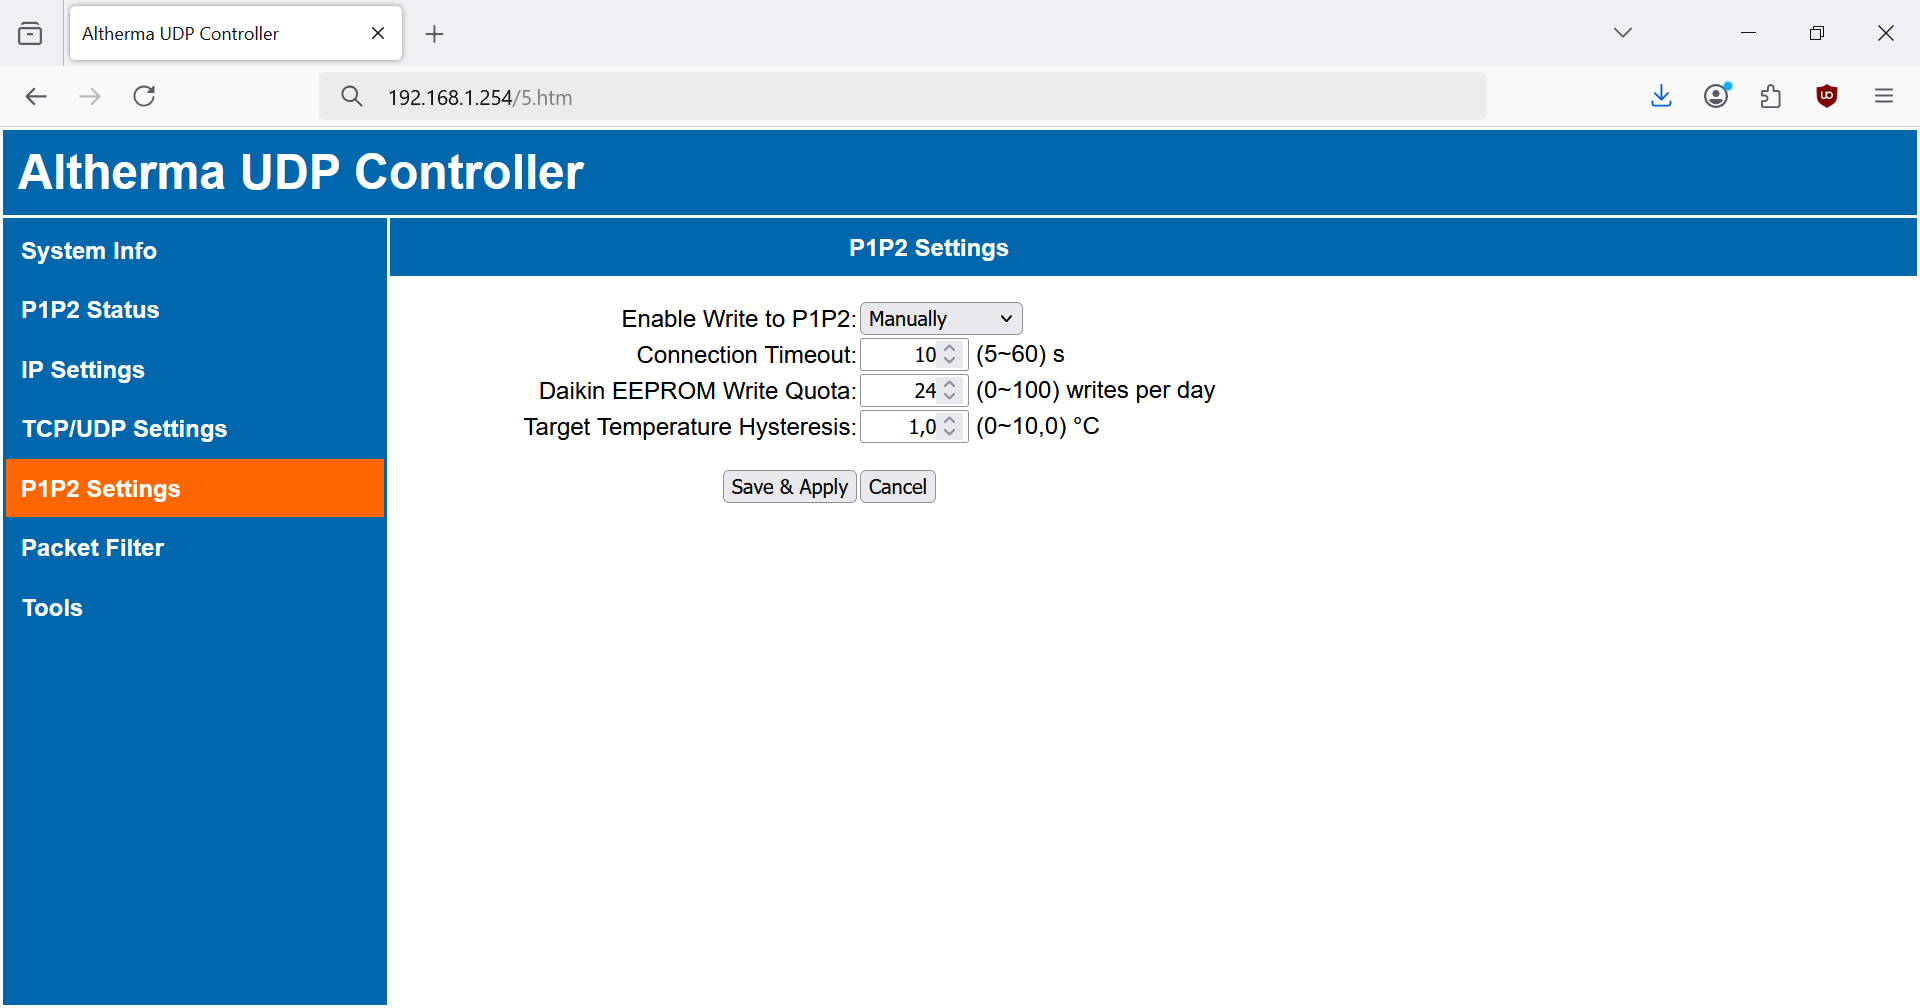 Altherma UDP Controller
192.168.1.254/5.htm
Altherma UDP Controller
System Info
P1P2 Status
IP Settings
TCP/UDP Settings
P1P2 Settings
Packet Filter
Tools
P1P2 Settings
Enable Write to P1P2: Manually
Connection Timeout: 10 (5~60) s
Daikin EEPROM Write Quota: 24 (0~100) writes per day
Target Temperature Hysteresis: 1,0 (0~10,0) °C
Save & Apply Cancel